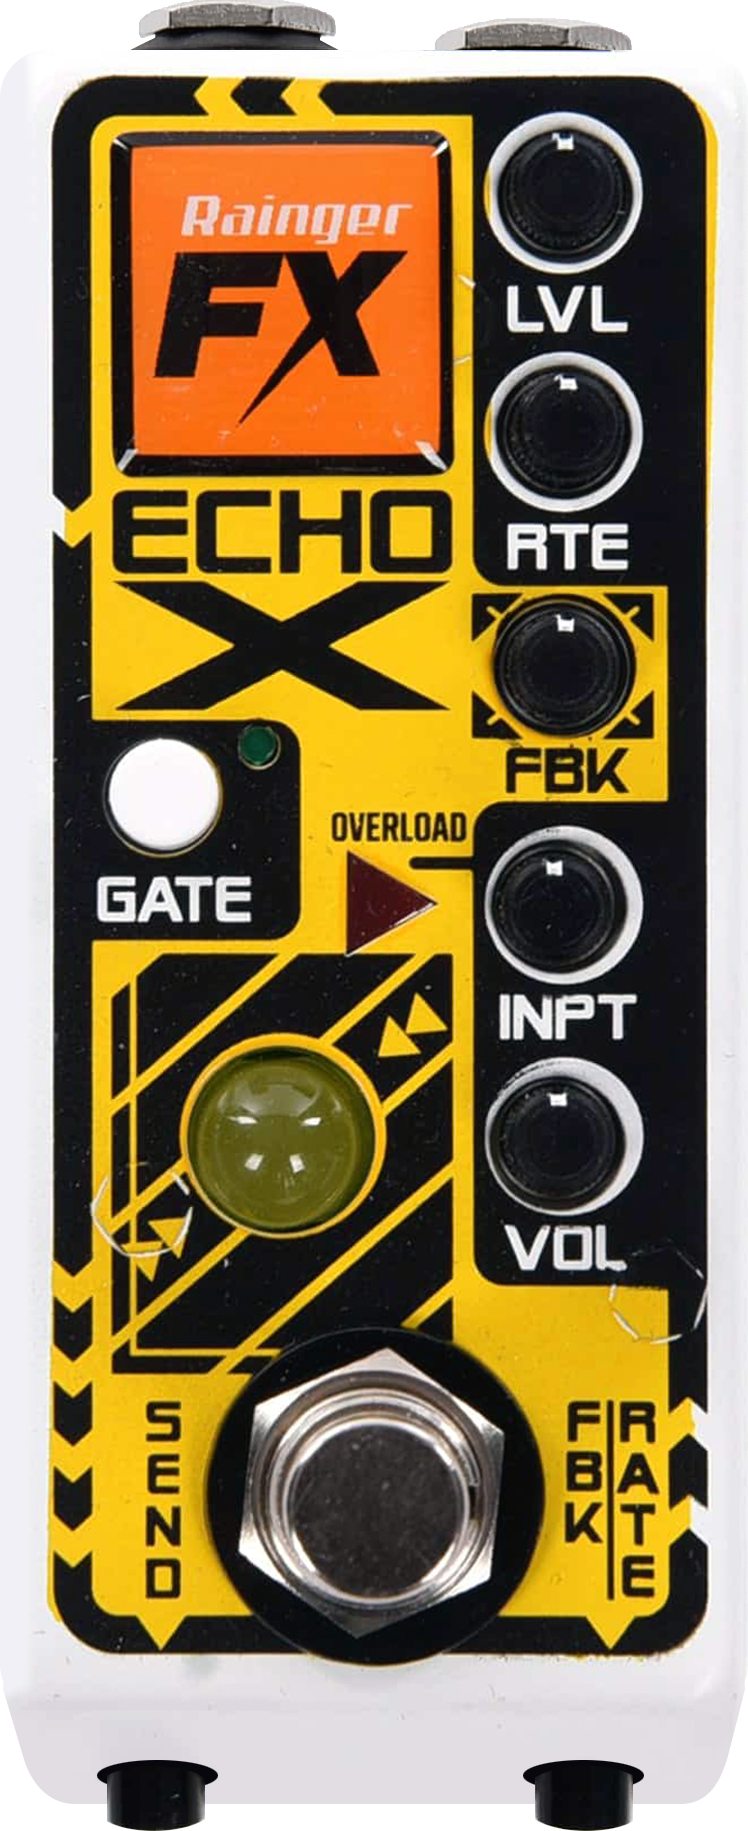 Rainger
FX
ECHO
X
LVL
RTE
FBK
GATE
OVERLOAD
INPT
VOL
SEND
FBK
RATE